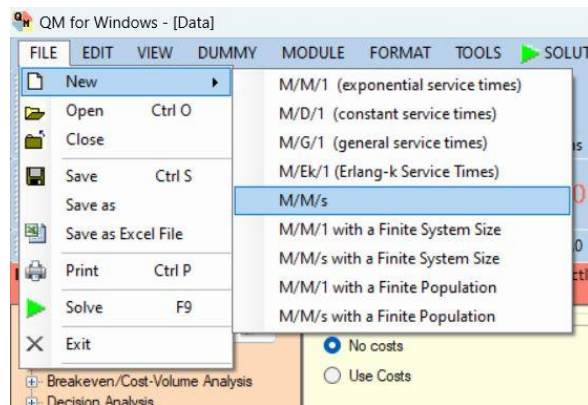 QM for Windows - [Data]
FILE EDIT VIEW DUMMY MODULE FORMAT TOOLS SOLUT
New
Open Ctrl O
Close
Save Ctrl S
Save as
Save as Excel File
Print Ctrl P
Solve F9
Exit
M/M/1 (exponential service times)
M/D/1 (constant service times)
M/G/1 (general service times)
M/Ek/1 (Erlang-k Service Times)
M/M/s
M/M/1 with a Finite System Size
M/M/s with a Finite System Size
M/M/1 with a Finite Population
M/M/s with a Finite Population
No costs
Use Costs
Breakeven/Cost-Volume Analysis
Decision Analysis